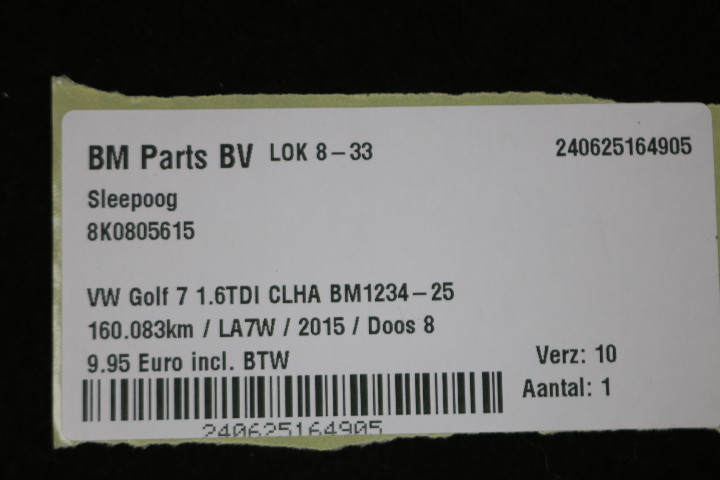 BM Parts BV LOK 8-33 240625164905
Sleepoog
8K0805615
VW Golf 7 1.6TDI CLHA BM1234-25
160.083km / LA7W / 2015 / Doos 8
9.95 Euro incl. BTW Verz: 10
Aantal: 1
240625164905